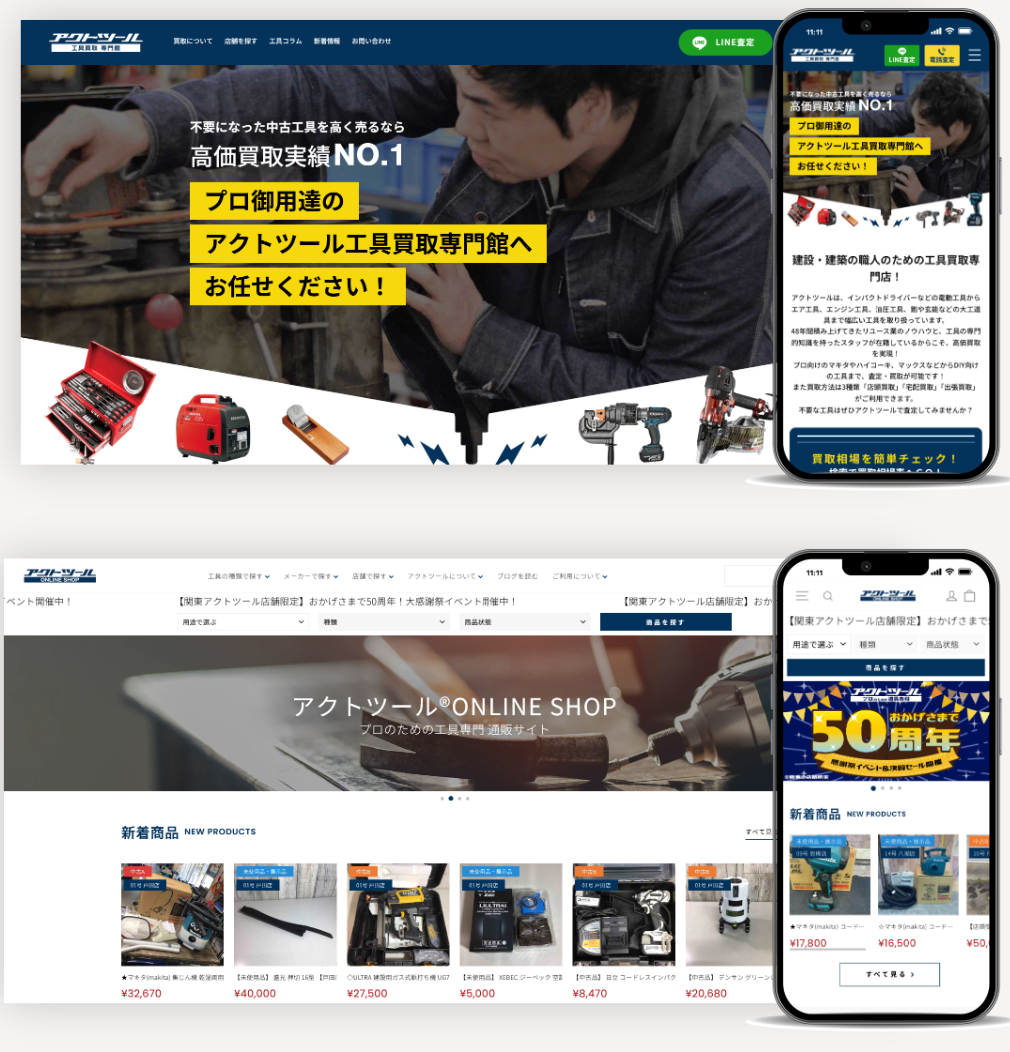 アクトツール
工具買取 専門館
買取について 店舗を探す 工具コラム 新着情報 お問い合わせ
LINE査定
不要になった中古工具を高く売るなら
高価買取実績NO.1
プロ御用達の
アクトツール工具買取専門館へ
お任せください！
11:11
アクトツール
工具買取 専門館
LINE査定
電話査定
不要になった中古工具を高く売るなら
高価買取実績NO.1
プロ御用達の
アクトツール工具買取専門館へ
お任せください！
建設・建築の職人のための工具買取専
門店！
アクトツールは、インパクトドライバーなどの電動工具から
エア工具、エンジン工具、油圧工具、鉋や玄能などの大工道
具まで幅広い工具を取り扱っています。
48年間積み上げてきたリユース業のノウハウと、工具の専門
的知識を持ったスタッフが在籍しているからこそ、高価買取
を実現！
プロ向けのマキタやハイコーキ、マックスなどからDIY向け
の工具まで、査定・買取が可能です！
また買取方法は3種類「店頭買取」「宅配買取」「出張買取」
がご利用できます。
不要な工具はぜひアクトツールで査定してみませんか？
買取相場を簡単チェック！
アクトツール
ONLINE SHOP
工具の種類で探す メーカーで探す 店舗で探す アクトツールについて ブログを読む ご利用について
ベント開催中！ 【関東アクトツール店舗限定】おかげさまで50周年！大感謝祭イベント開催中！ 【関東アクトツール店舗限定】おか
用途で選ぶ 種類 商品状態 商品を探す
アクトツール®ONLINE SHOP
プロのための工具専門 通販サイト
新着商品 NEW PRODUCTS
すべて見
中古A 未使用品・展示品 中古B 未使用品・展示品 中古B 中古B
01号 戸田店 01号 戸田店 01号 戸田店 01号 戸田店 01号 戸田店 01号 戸田店
★マキタ(makita) 集じん機 乾湿両用 【未使用品】 盛光 押切 16型 【戸田 ◇ULTRA 建設用ガス式鋲打ち機 UG7 【未使用品】 XEBEC ジーベック 空調 【中古品】 日立 コードレスインパク 【中古品】 デンサン グリーン
¥32,670 ¥40,000 ¥27,500 ¥5,000 ¥8,470 ¥20,680
11:11
アクトツール
ONLINE SHOP
【関東アクトツール店舗限定】おかげさまで5
用途で選ぶ 種類 商品状態
商品を探す
アクトツール
プロのための道具専科
おかげさまで
50周年
感謝祭イベント&決算セール開催
※関東の店舗限定
新着商品 NEW PRODUCTS
未使用品・展示品 未使用品・展示品
09号 岩槻店 14号 八潮店
★マキタ(makita) コード… ☆マキタ(makita) コード…
¥17,800 ¥16,500 ¥50,
すべて見る